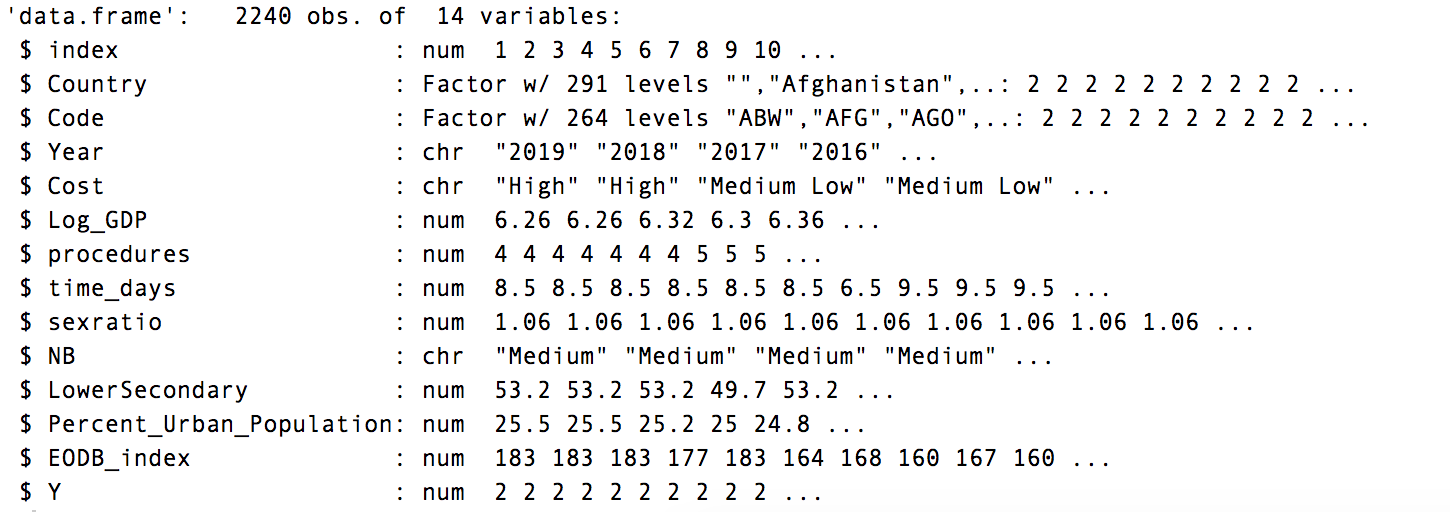 'data.frame':   2240 obs. of  14 variables:
 $ index                   : num  1 2 3 4 5 6 7 8 9 10 ...
 $ Country                 : Factor w/ 291 levels "","Afghanistan",..: 2 2 2 2 2 2 2 2 2 2 ...
 $ Code                    : Factor w/ 264 levels "ABW","AFG","AGO",..: 2 2 2 2 2 2 2 2 2 2 ...
 $ Year                    : chr  "2019" "2018" "2017" "2016" ...
 $ Cost                    : chr  "High" "High" "Medium Low" "Medium Low" ...
 $ Log_GDP                 : num  6.26 6.26 6.32 6.3 6.36 ...
 $ procedures              : num  4 4 4 4 4 4 4 5 5 5 ...
 $ time_days               : num  8.5 8.5 8.5 8.5 8.5 8.5 6.5 9.5 9.5 9.5 ...
 $ sexratio                : num  1.06 1.06 1.06 1.06 1.06 1.06 1.06 1.06 1.06 1.06 ...
 $ NB                      : chr  "Medium" "Medium" "Medium" "Medium" ...
 $ LowerSecondary          : num  53.2 53.2 53.2 49.7 53.2 ...
 $ Percent_Urban_Population: num  25.5 25.5 25.2 25 24.8 ...
 $ EODB_index              : num  183 183 183 177 183 164 168 160 167 160 ...
 $ Y                       : num  2 2 2 2 2 2 2 2 2 2 ...